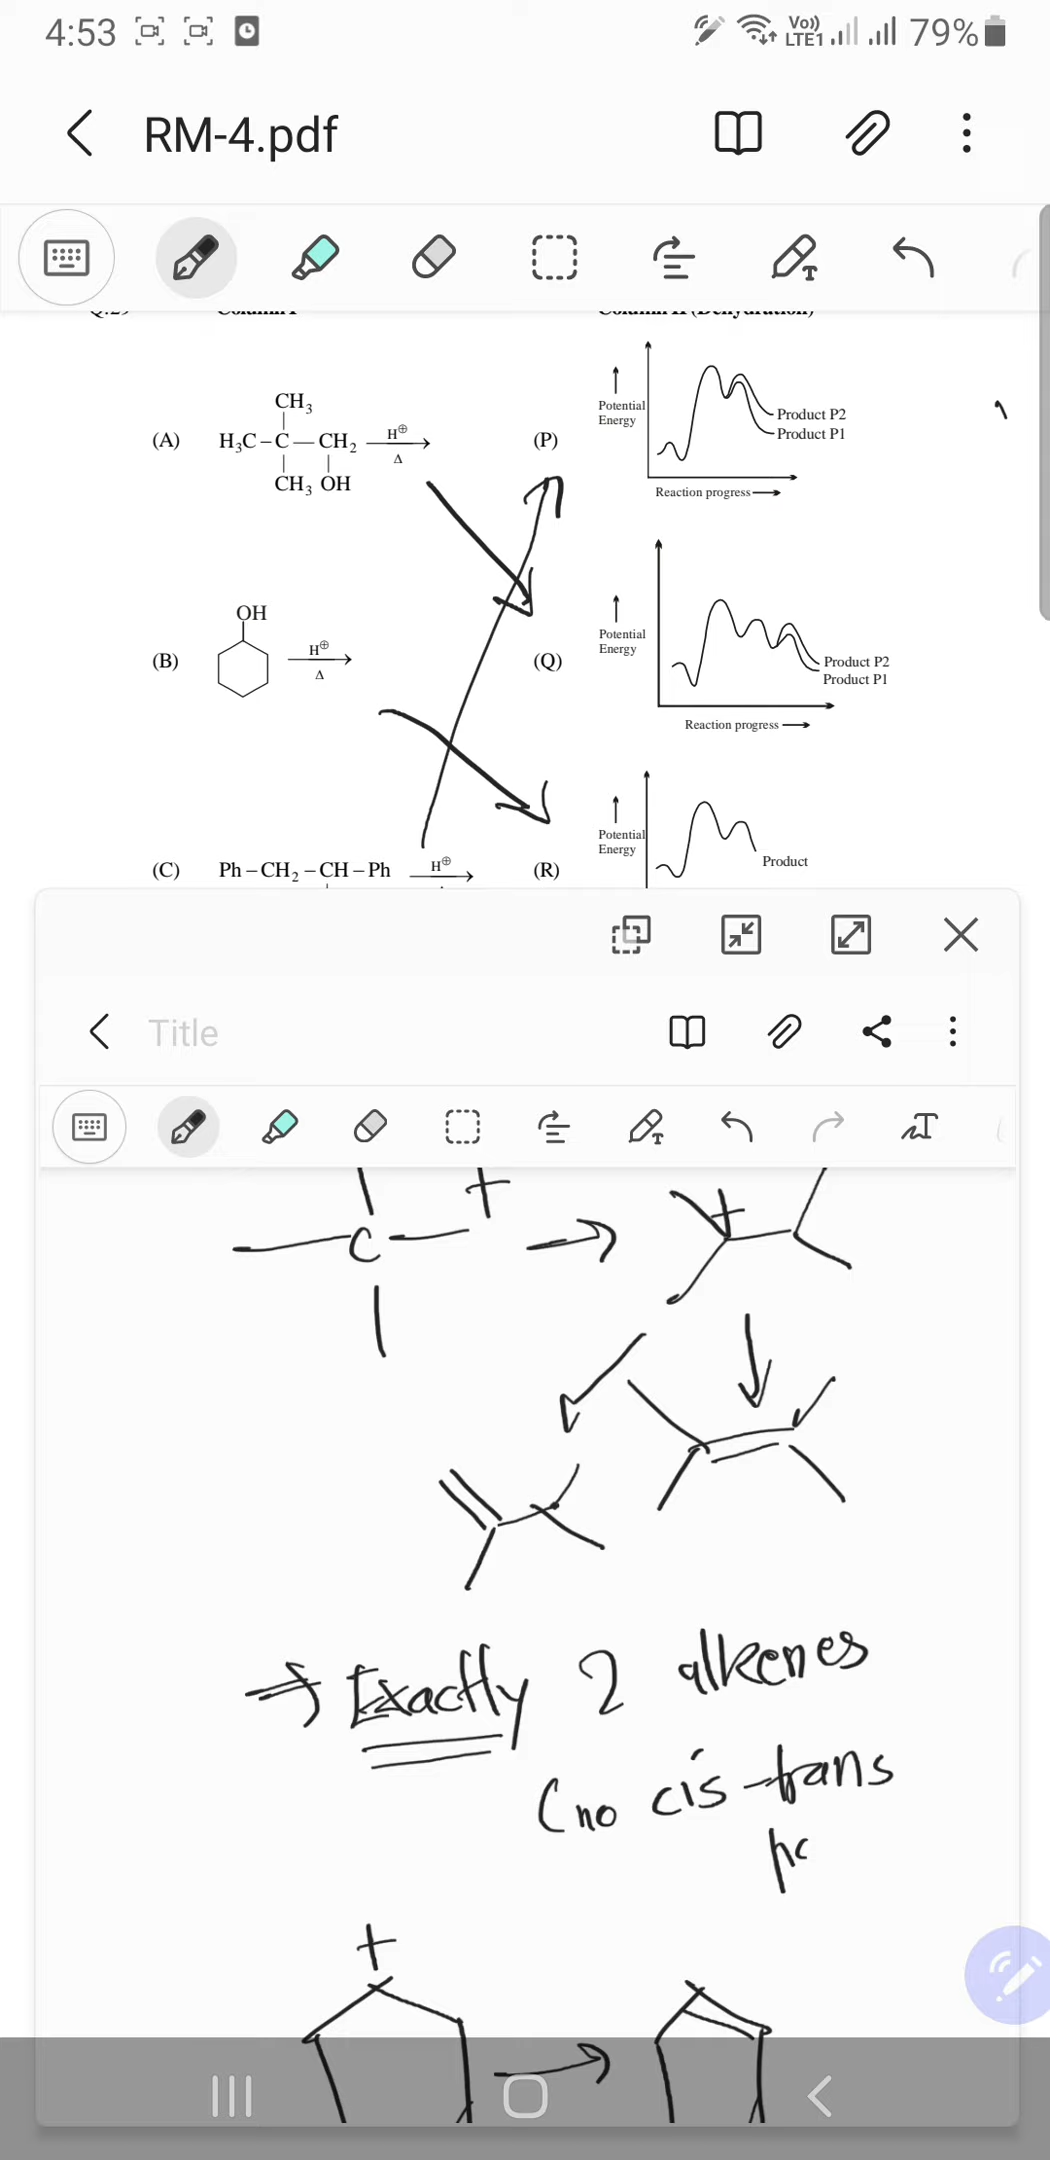 4:53 Vo)) LTE1 79%
RM-4.pdf
CH3
(A) H3C–C—CH2 H⊕ Δ
CH3 OH
(P) Potential Energy
Product P2
Product P1
Reaction progress
OH
(B) H⊕ Δ
(Q) Potential Energy
Product P2
Product P1
Reaction progress
(C) Ph–CH2–CH–Ph H⊕
(R) Potential Energy
Product
Title
+
C
+
⇒ Exactly 2 alkenes
(no cis-trans
+